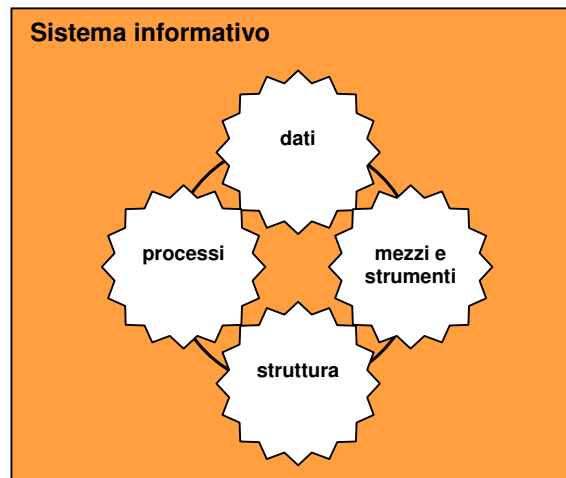 Sistema informativo
dati
processi
mezzi e
strumenti
struttura